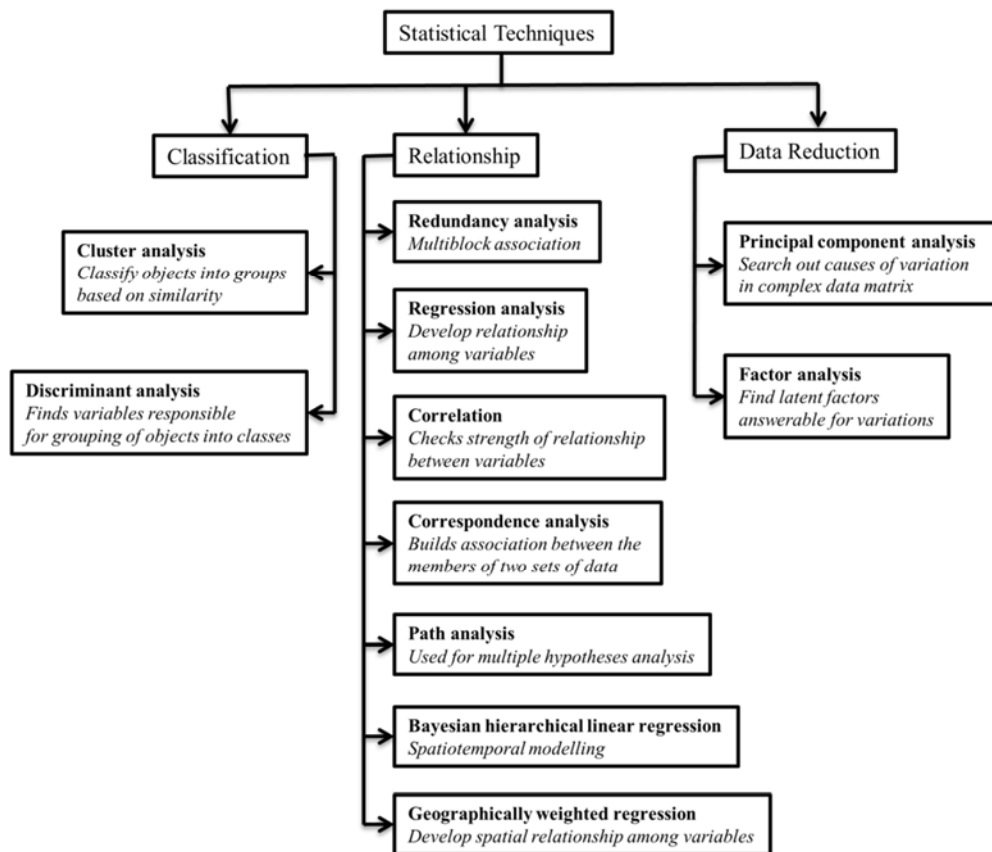 Statistical Techniques
Classification
Relationship
Data Reduction
Cluster analysis
Classify objects into groups
based on similarity
Discriminant analysis
Finds variables responsible
for grouping of objects into classes
Redundancy analysis
Multiblock association
Regression analysis
Develop relationship
among variables
Correlation
Checks strength of relationship
between variables
Correspondence analysis
Builds association between the
members of two sets of data
Path analysis
Used for multiple hypotheses analysis
Bayesian hierarchical linear regression
Spatiotemporal modelling
Geographically weighted regression
Develop spatial relationship among variables
Principal component analysis
Search out causes of variation
in complex data matrix
Factor analysis
Find latent factors
answerable for variations